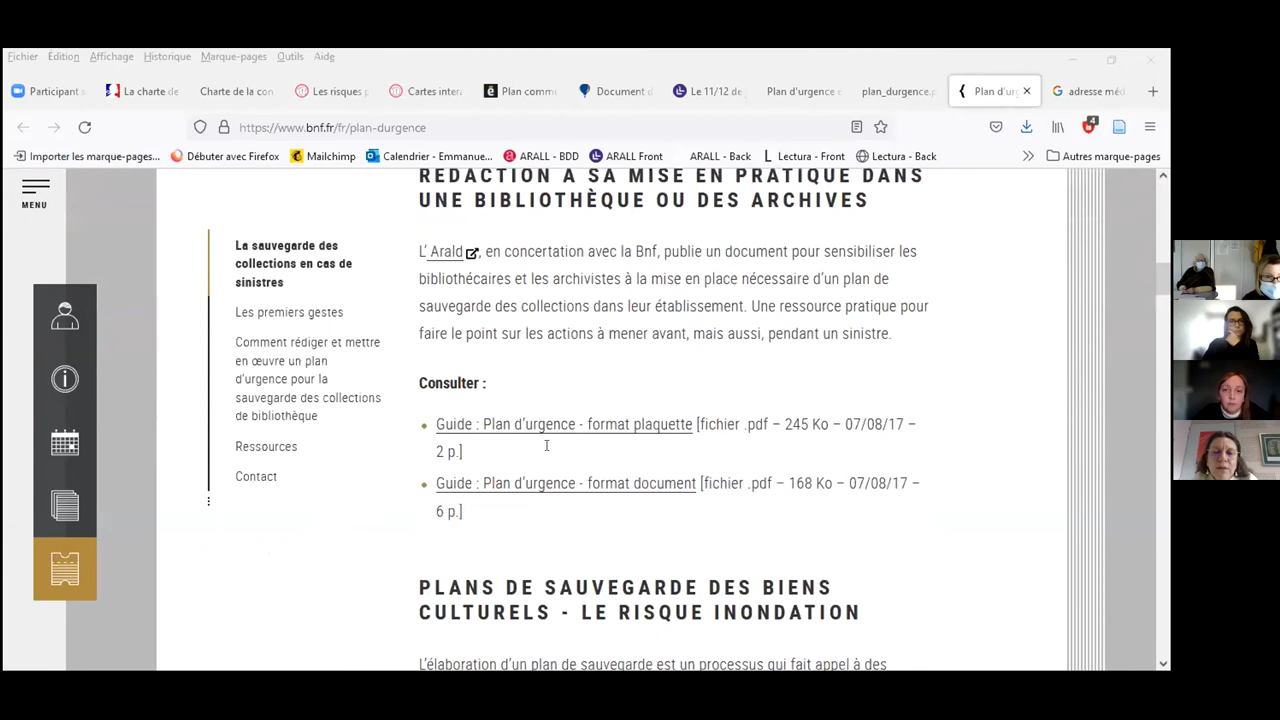 Fichier Édition Affichage Historique Marque-pages Outils Aide
Participant La charte de Charte de la con Les risques p Cartes intera Plan commu Document d Le 11/12 de Plan d'urgence e plan_durgence.p Plan d'urg adresse méd
https://www.bnf.fr/fr/plan-durgence
4
Importer les marque-pages... Débuter avec Firefox Mailchimp Calendrier - Emmanue... ARALL - BDD ARALL Front ARALL - Back Lectura - Front Lectura - Back Autres marque-pages
MENU
RÉDACTION À SA MISE EN PRATIQUE DANS
UNE BIBLIOTHÈQUE OU DES ARCHIVES
La sauvegarde des
collections en cas de
sinistres
Les premiers gestes
Comment rédiger et mettre
en œuvre un plan
d'urgence pour la
sauvegarde des collections
de bibliothèque
Ressources
Contact
L' Arald, en concertation avec la Bnf, publie un document pour sensibiliser les
bibliothécaires et les archivistes à la mise en place nécessaire d'un plan de
sauvegarde des collections dans leur établissement. Une ressource pratique pour
faire le point sur les actions à mener avant, mais aussi, pendant un sinistre.
Consulter :
Guide : Plan d'urgence - format plaquette [fichier .pdf – 245 Ko – 07/08/17 –
2 p.]
Guide : Plan d'urgence - format document [fichier .pdf – 168 Ko – 07/08/17 –
6 p.]
PLANS DE SAUVEGARDE DES BIENS
CULTURELS - LE RISQUE INONDATION
L'élaboration d'un plan de sauvegarde est un processus qui fait appel à des